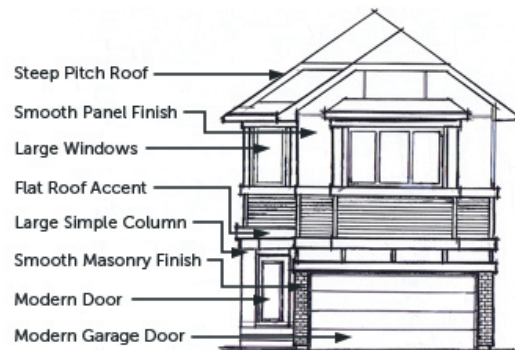 Steep Pitch Roof
Smooth Panel Finish
Large Windows
Flat Roof Accent
Large Simple Column
Smooth Masonry Finish
Modern Door
Modern Garage Door